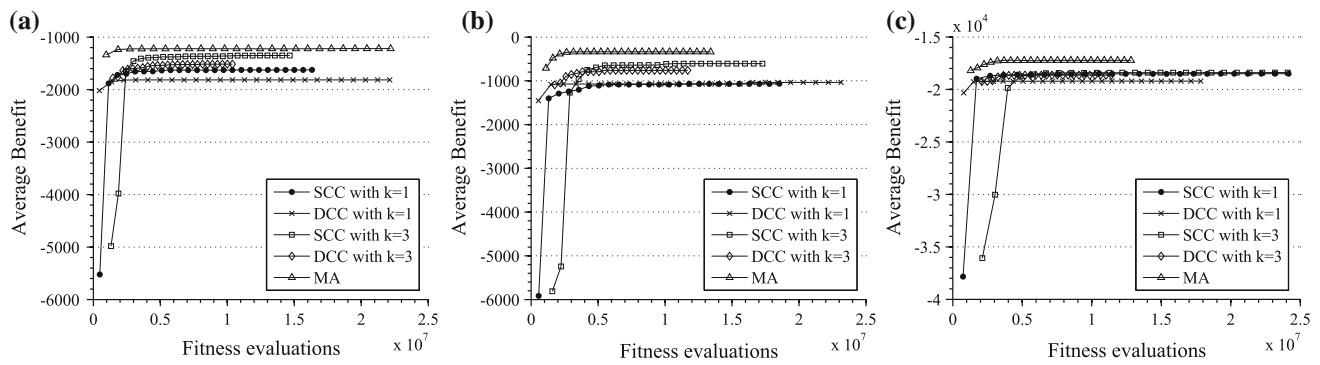 (a)
-1000
-2000
-3000
-4000
-5000
-6000
Average Benefit
SCC with k=1
DCC with k=1
SCC with k=3
DCC with k=3
MA
0 0.5 1 1.5 2 2.5
x 10^7
Fitness evaluations
(b)
0
-1000
-2000
-3000
-4000
-5000
-6000
Average Benefit
SCC with k=1
DCC with k=1
SCC with k=3
DCC with k=3
MA
0 0.5 1 1.5 2 2.5
x 10^7
Fitness evaluations
(c)
x 10^4
-1.5
-19
-2
-2.5
-3
-3.5
-4
Average Benefit
SCC with k=1
DCC with k=1
SCC with k=3
DCC with k=3
MA
0 0.5 1 1.5 2 2.5
x 10^7
Fitness evaluations